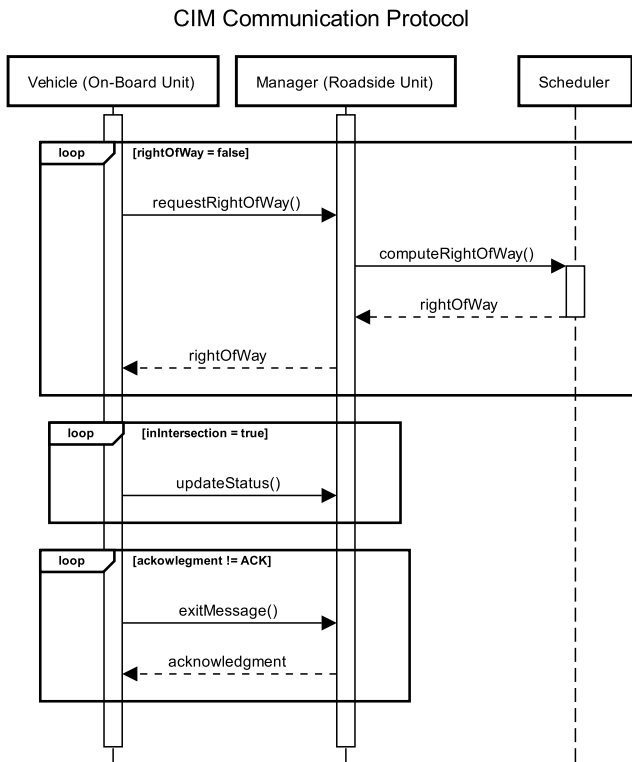 CIM Communication Protocol
Vehicle (On-Board Unit)
Manager (Roadside Unit)
Scheduler
loop
[rightOfWay = false]
requestRightOfWay()
computeRightOfWay()
rightOfWay
rightOfWay
loop
[inIntersection = true]
updateStatus()
loop
[ackowlegment != ACK]
exitMessage()
acknowledgment